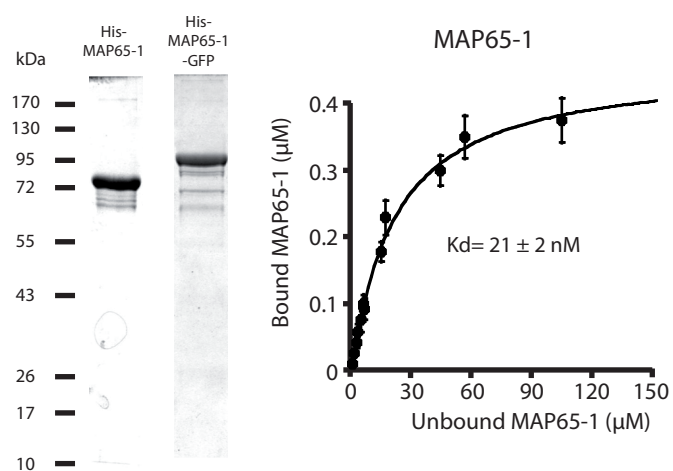 His-
MAP65-1
His-
MAP65-1
-GFP
kDa
170
130
95
72
55
43
26
17
10
MAP65-1
Bound MAP65-1 (µM)
0.4
0.3
0.2
0.1
0
Kd= 21 ± 2 nM
0 30 60 90 120 150
Unbound MAP65-1 (µM)